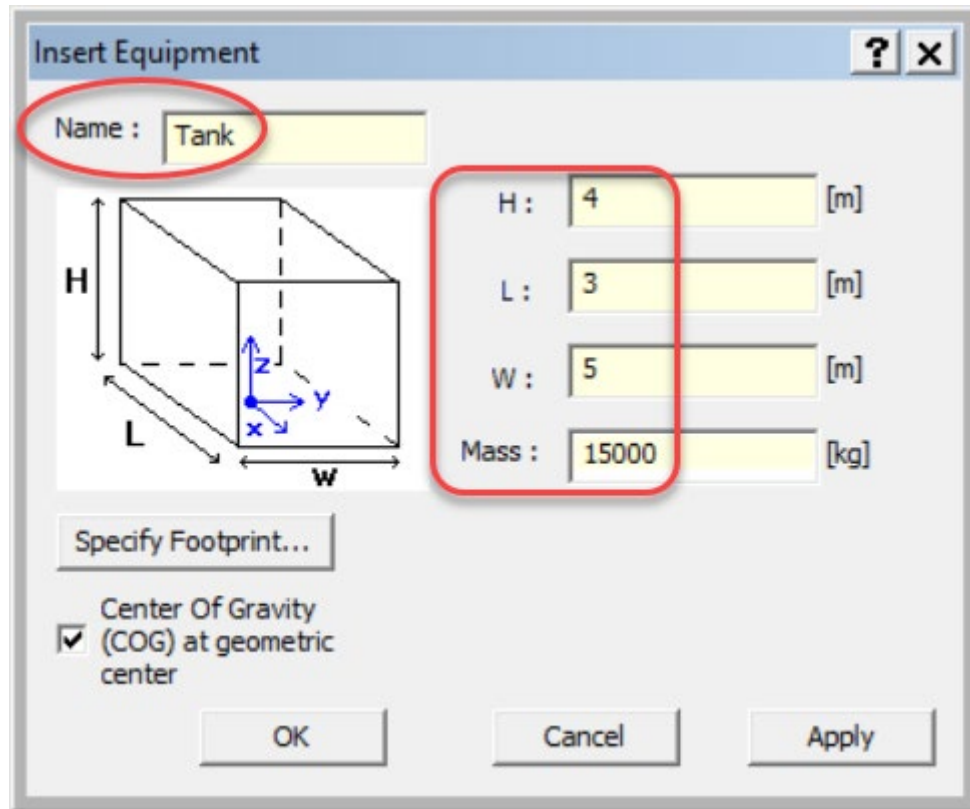 Insert Equipment ? x
Name : Tank
H : 4 [m]
L : 3 [m]
W : 5 [m]
Mass : 15000 [kg]
H
z
y
x
L
W
Specify Footprint...
Center Of Gravity
(COG) at geometric
center
OK Cancel Apply